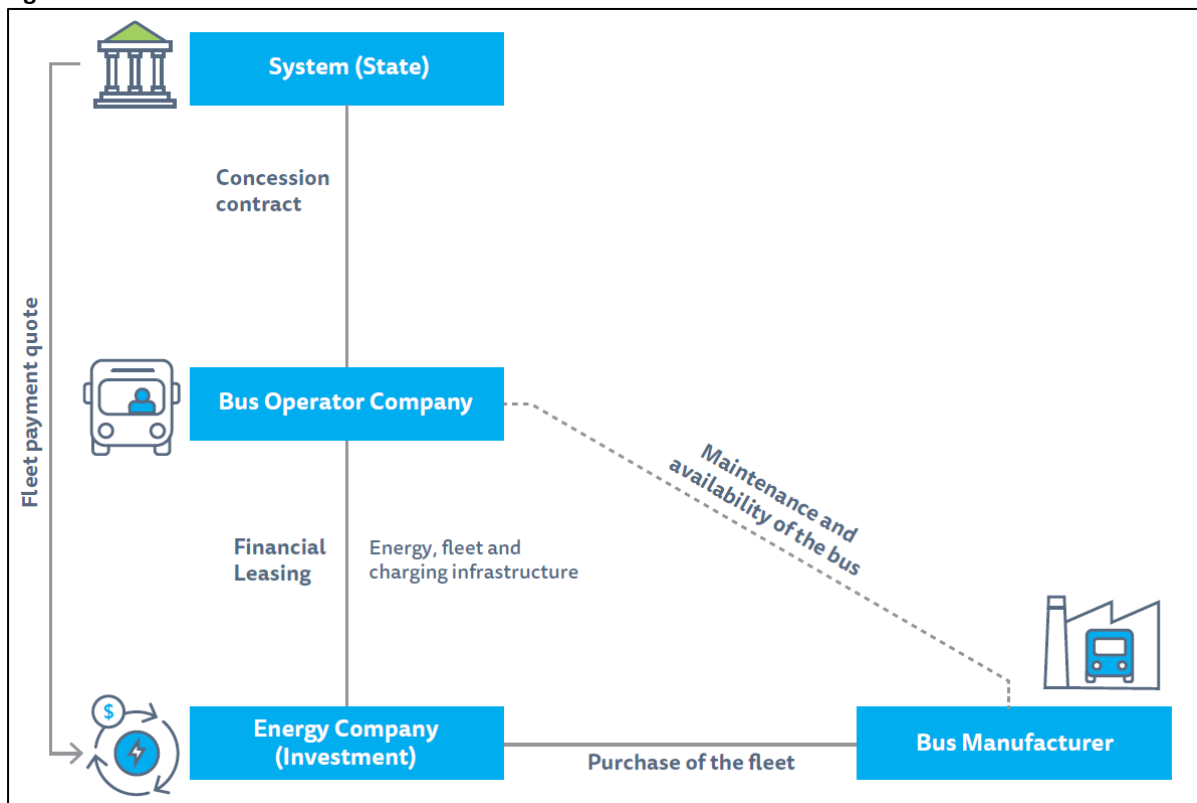 System (State)
Concession
contract
Fleet payment quote
Bus Operator Company
Maintenance and
availability of the bus
Financial
Leasing
Energy, fleet and
charging infrastructure
$
Energy Company
(Investment)
Purchase of the fleet
Bus Manufacturer